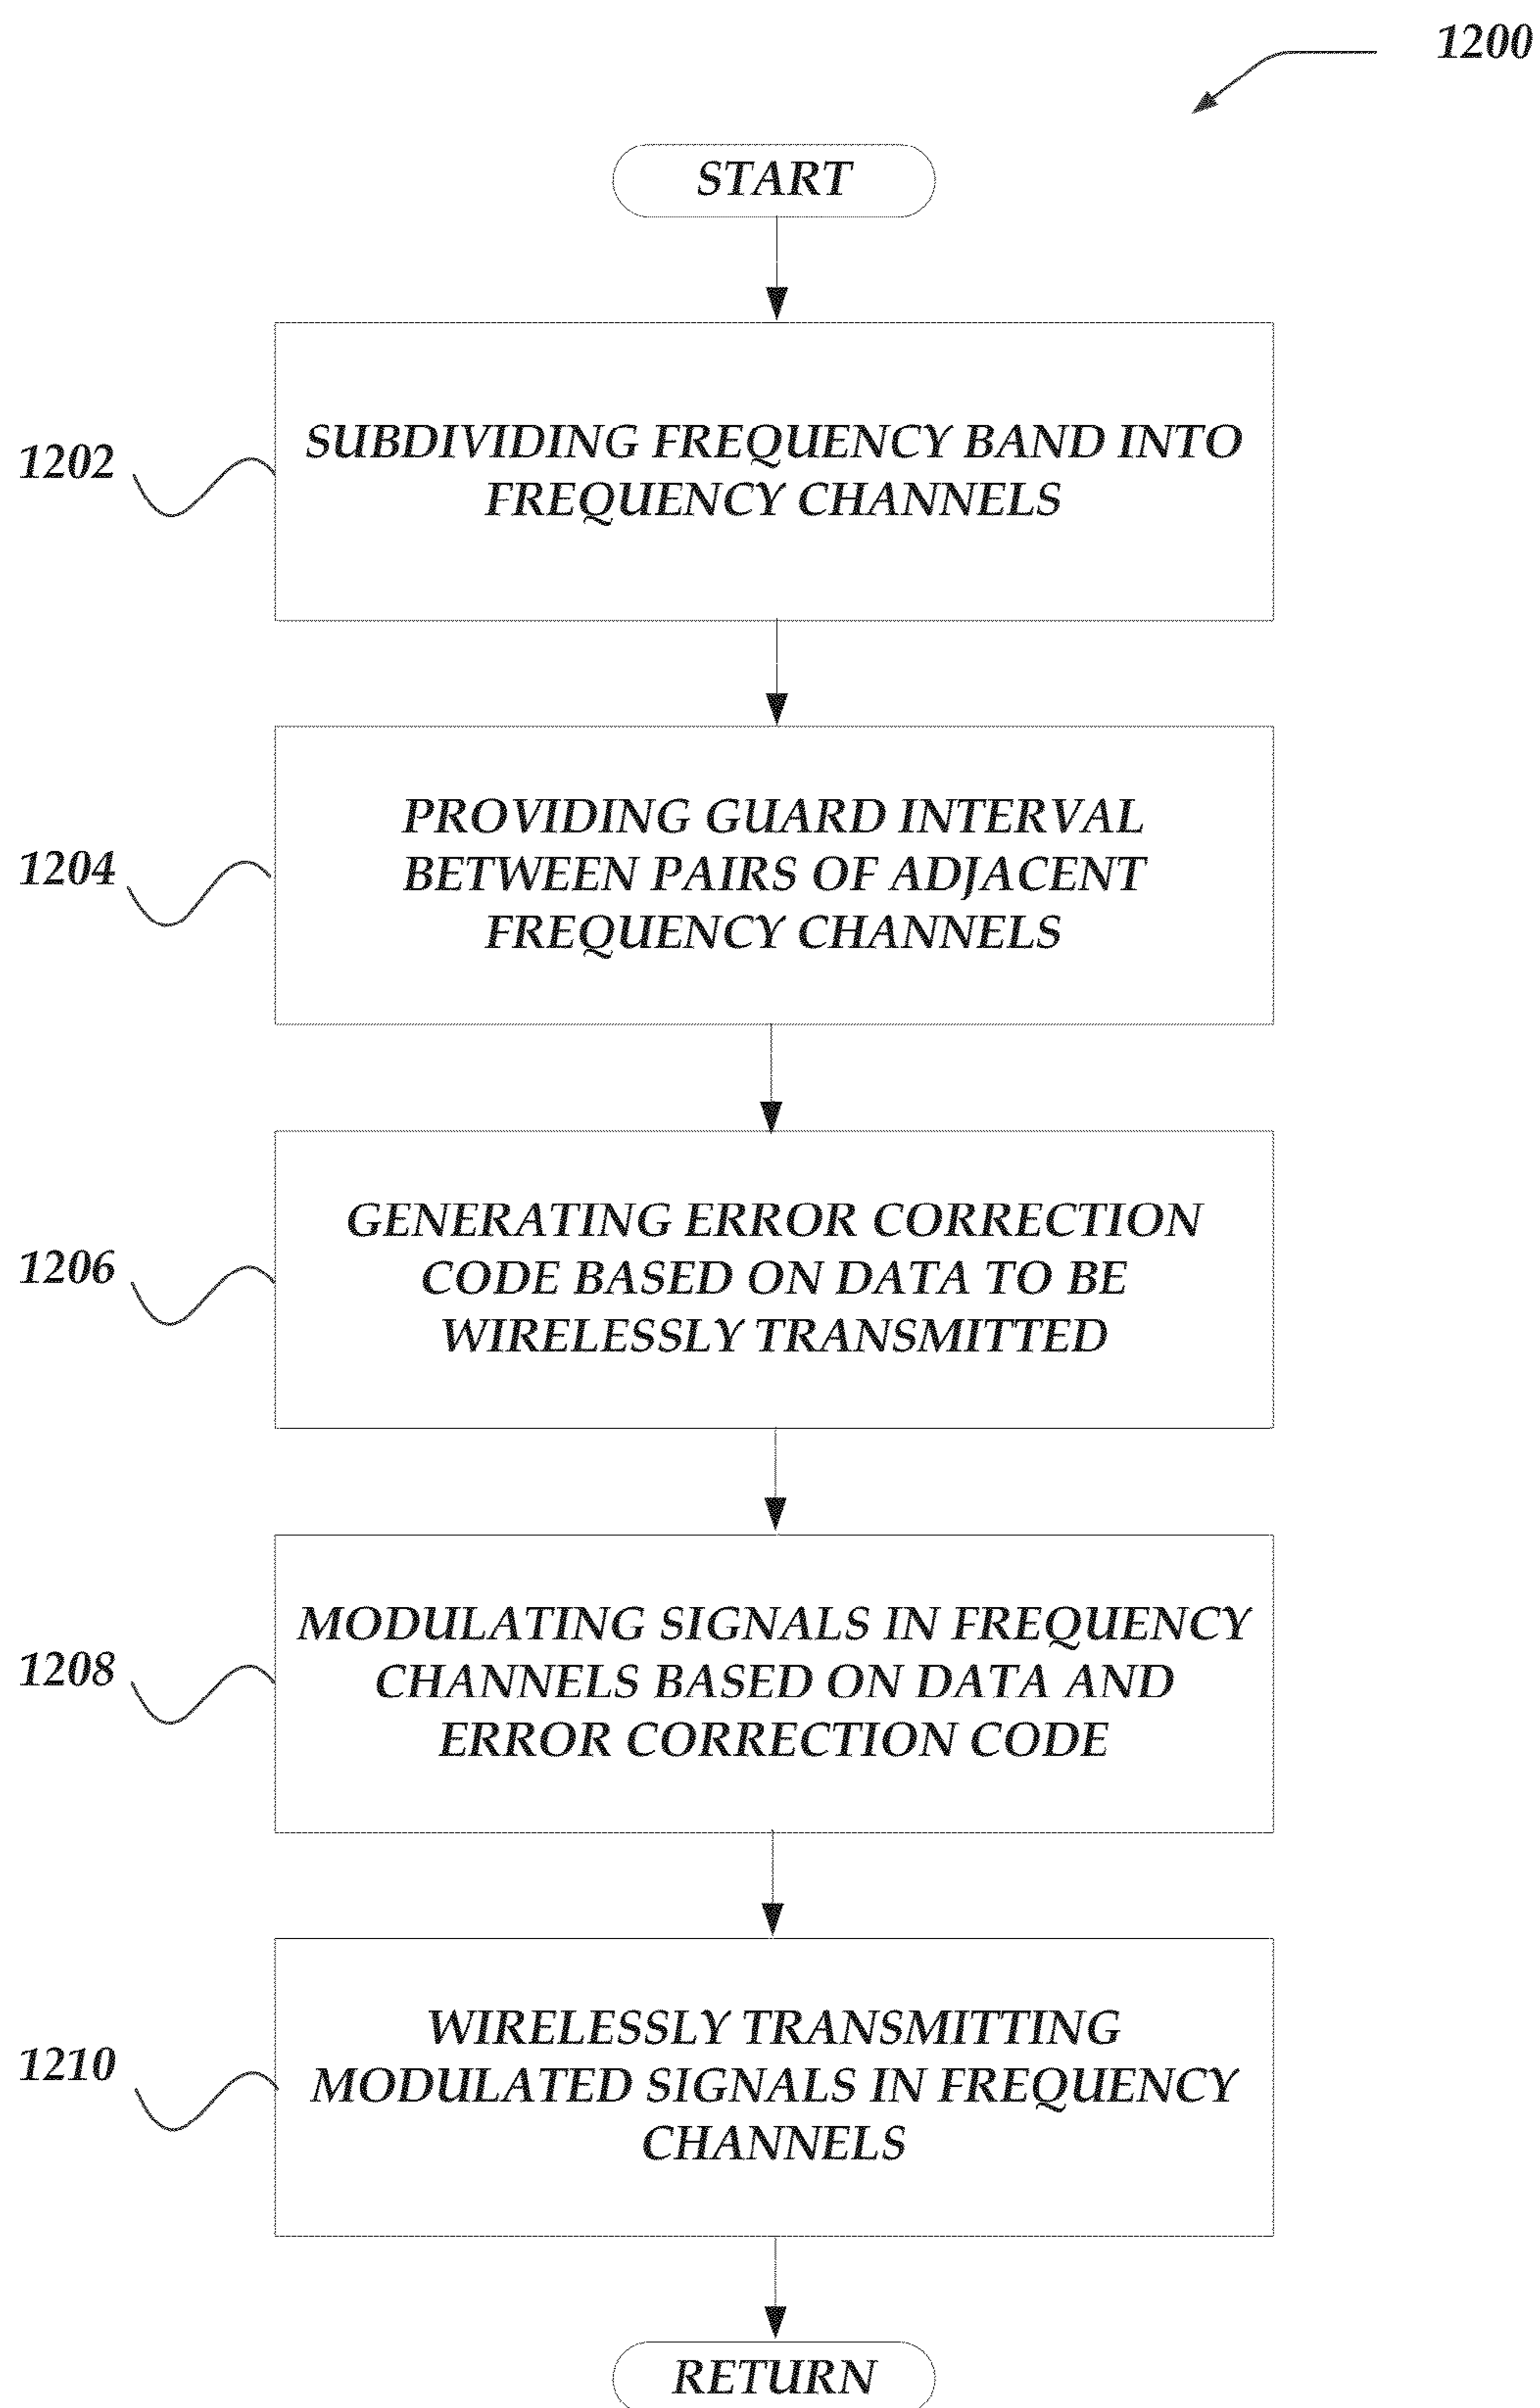 1200
START
1202
SUBDIVIDING FREQUENCY BAND INTO
FREQUENCY CHANNELS
1204
PROVIDING GUARD INTERVAL
BETWEEN PAIRS OF ADJACENT
FREQUENCY CHANNELS
1206
GENERATING ERROR CORRECTION
CODE BASED ON DATA TO BE
WIRELESSLY TRANSMITTED
1208
MODULATING SIGNALS IN FREQUENCY
CHANNELS BASED ON DATA AND
ERROR CORRECTION CODE
1210
WIRELESSLY TRANSMITTING
MODULATED SIGNALS IN FREQUENCY
CHANNELS
RETURN